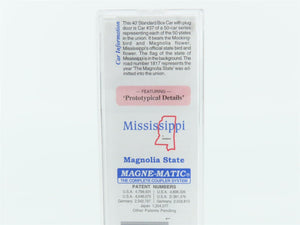 Car Information
This 40' Standard Box Car with plug
door is Car #37 of a 50-car series
representing each of the 50 states
in the union. It bears the Mocking-
bird and Magnolia flower,
Mississippi's official state bird and
flower. The flag of the state of
Mississippi is in the background. The
road number 1817 represents the
year "The Magnolia State" was ad-
mitted into the union.
FEATURING
"Prototypical Details"
Mississippi
Magnolia State
MAGNE-MATIC®
THE COMPLETE COUPLER SYSTEM
PATENT NUMBERS
Other Patents Pending